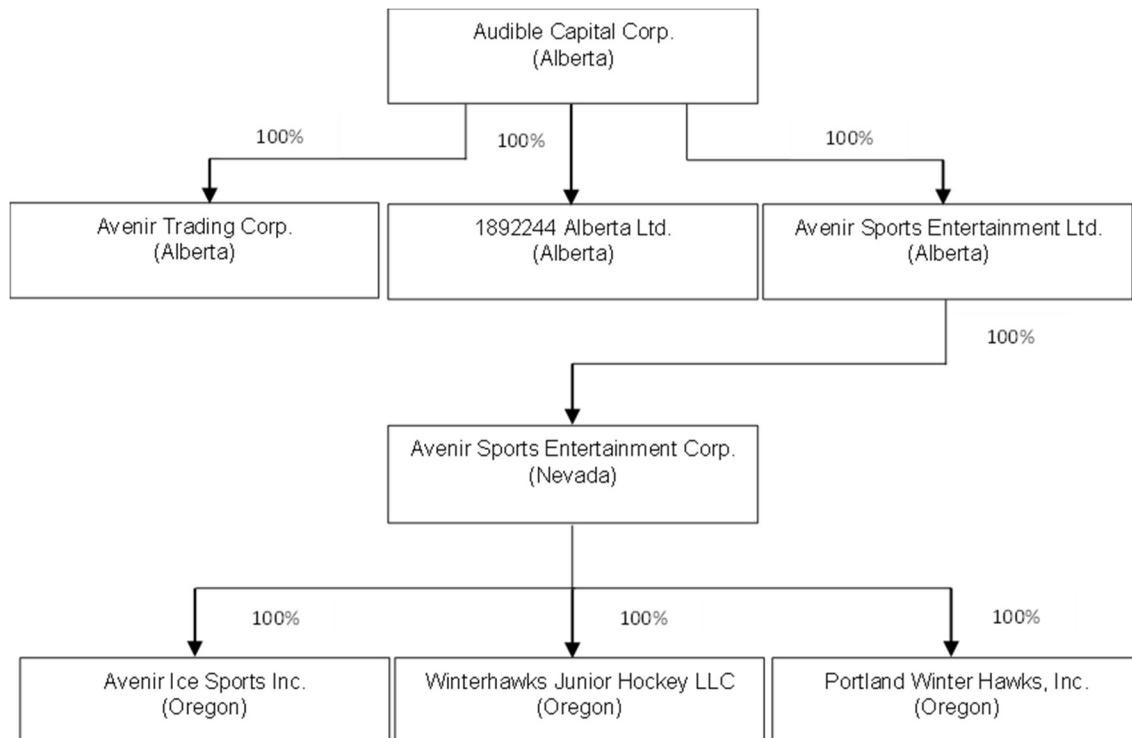 Audible Capital Corp.
(Alberta)
100%
100%
100%
Avenir Trading Corp.
(Alberta)
1892244 Alberta Ltd.
(Alberta)
Avenir Sports Entertainment Ltd.
(Alberta)
100%
Avenir Sports Entertainment Corp.
(Nevada)
100%
100%
100%
Avenir Ice Sports Inc.
(Oregon)
Winterhawks Junior Hockey LLC
(Oregon)
Portland Winter Hawks, Inc.
(Oregon)